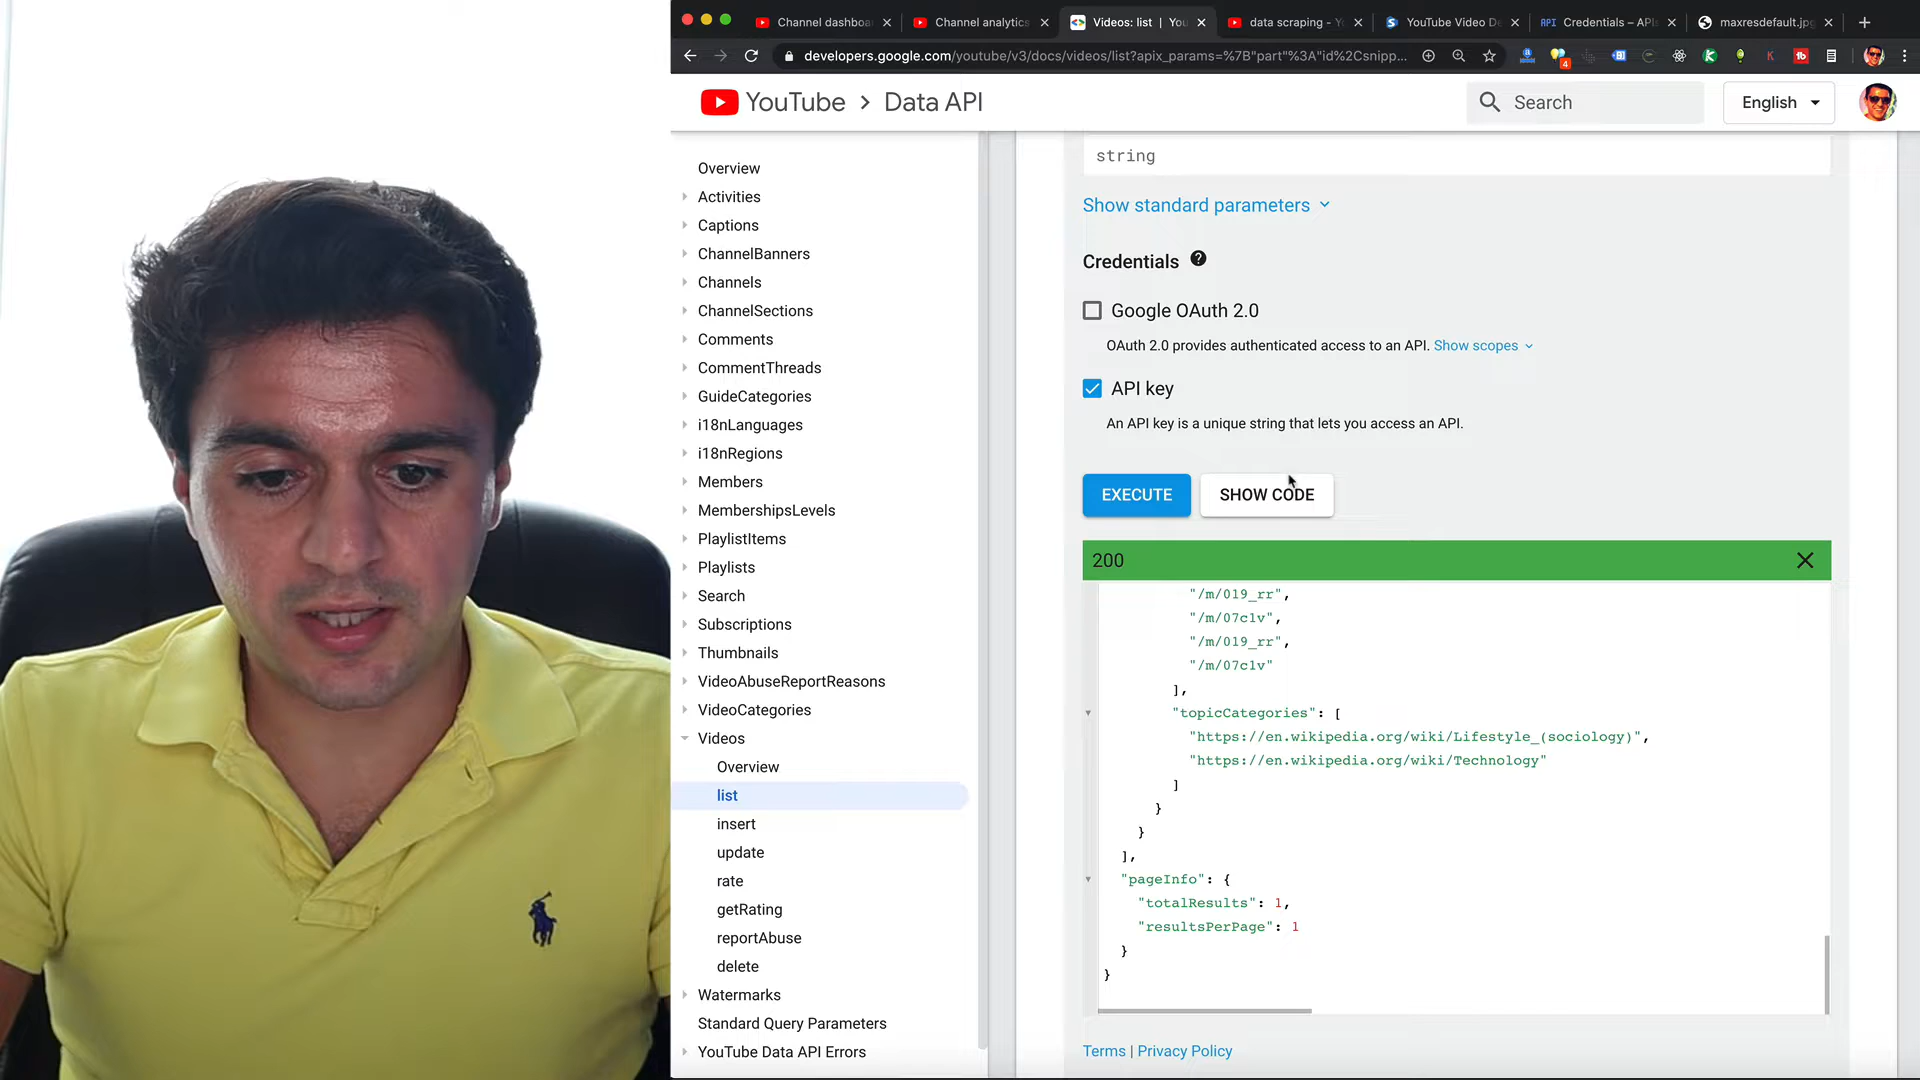 Channel dashboa
Channel analytics
Videos: list | You
data scraping - Y
YouTube Video De
API Credentials – APIs
maxresdefault.jpg
developers.google.com/youtube/v3/docs/videos/list?apix_params=%7B"part"%3A"id%2Csnipp...
4
YouTube > Data API
Search
English
Overview
Activities
Captions
ChannelBanners
Channels
ChannelSections
Comments
CommentThreads
GuideCategories
i18nLanguages
i18nRegions
Members
MembershipsLevels
PlaylistItems
Playlists
Search
Subscriptions
Thumbnails
VideoAbuseReportReasons
VideoCategories
Videos
Overview
list
insert
update
rate
getRating
reportAbuse
delete
Watermarks
Standard Query Parameters
YouTube Data API Errors
string
Show standard parameters
Credentials ?
Google OAuth 2.0
OAuth 2.0 provides authenticated access to an API. Show scopes
API key
An API key is a unique string that lets you access an API.
EXECUTE SHOW CODE
200
"/m/019_rr",
"/m/07c1v",
"/m/019_rr",
"/m/07c1v"
],
"topicCategories": [
"https://en.wikipedia.org/wiki/Lifestyle_(sociology)",
"https://en.wikipedia.org/wiki/Technology"
]
}
}
],
"pageInfo": {
"totalResults": 1,
"resultsPerPage": 1
}
}
Terms | Privacy Policy